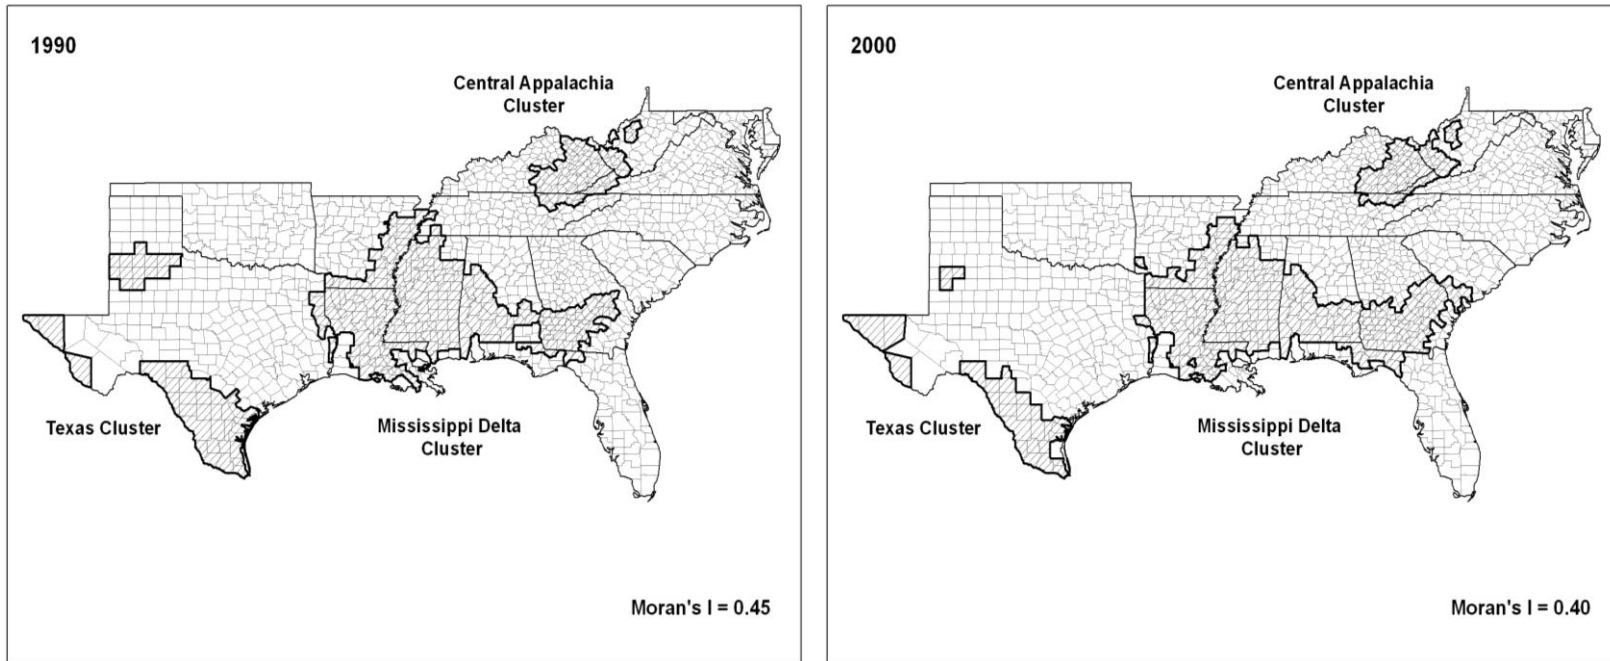 1990
Central Appalachia
Cluster
Texas Cluster
Mississippi Delta
Cluster
Moran's I = 0.45
2000
Central Appalachia
Cluster
Texas Cluster
Mississippi Delta
Cluster
Moran's I = 0.40